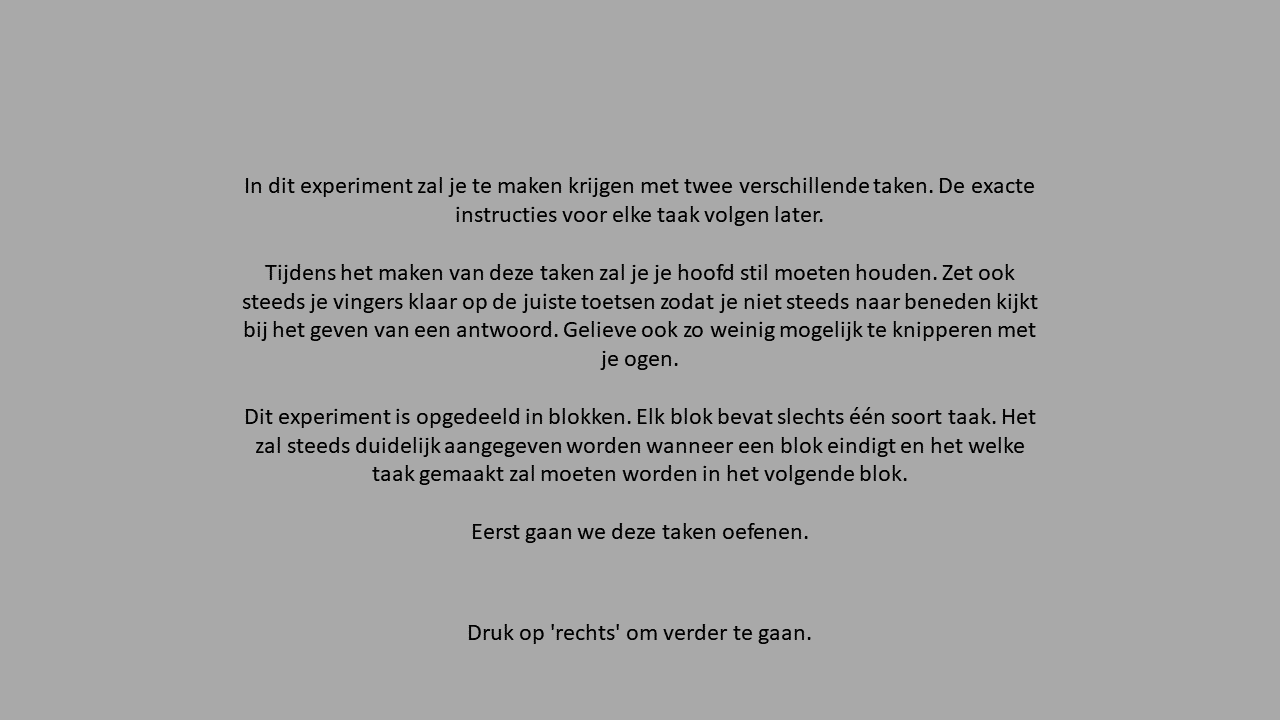 In dit experiment zal je te maken krijgen met twee verschillende taken. De exacte
instructies voor elke taak volgen later.
Tijdens het maken van deze taken zal je je hoofd stil moeten houden. Zet ook
steeds je vingers klaar op de juiste toetsen zodat je niet steeds naar beneden kijkt
bij het geven van een antwoord. Gelieve ook zo weinig mogelijk te knipperen met
je ogen.
Dit experiment is opgedeeld in blokken. Elk blok bevat slechts één soort taak. Het
zal steeds duidelijk aangegeven worden wanneer een blok eindigt en het welke
taak gemaakt zal moeten worden in het volgende blok.
Eerst gaan we deze taken oefenen.
Druk op 'rechts' om verder te gaan.